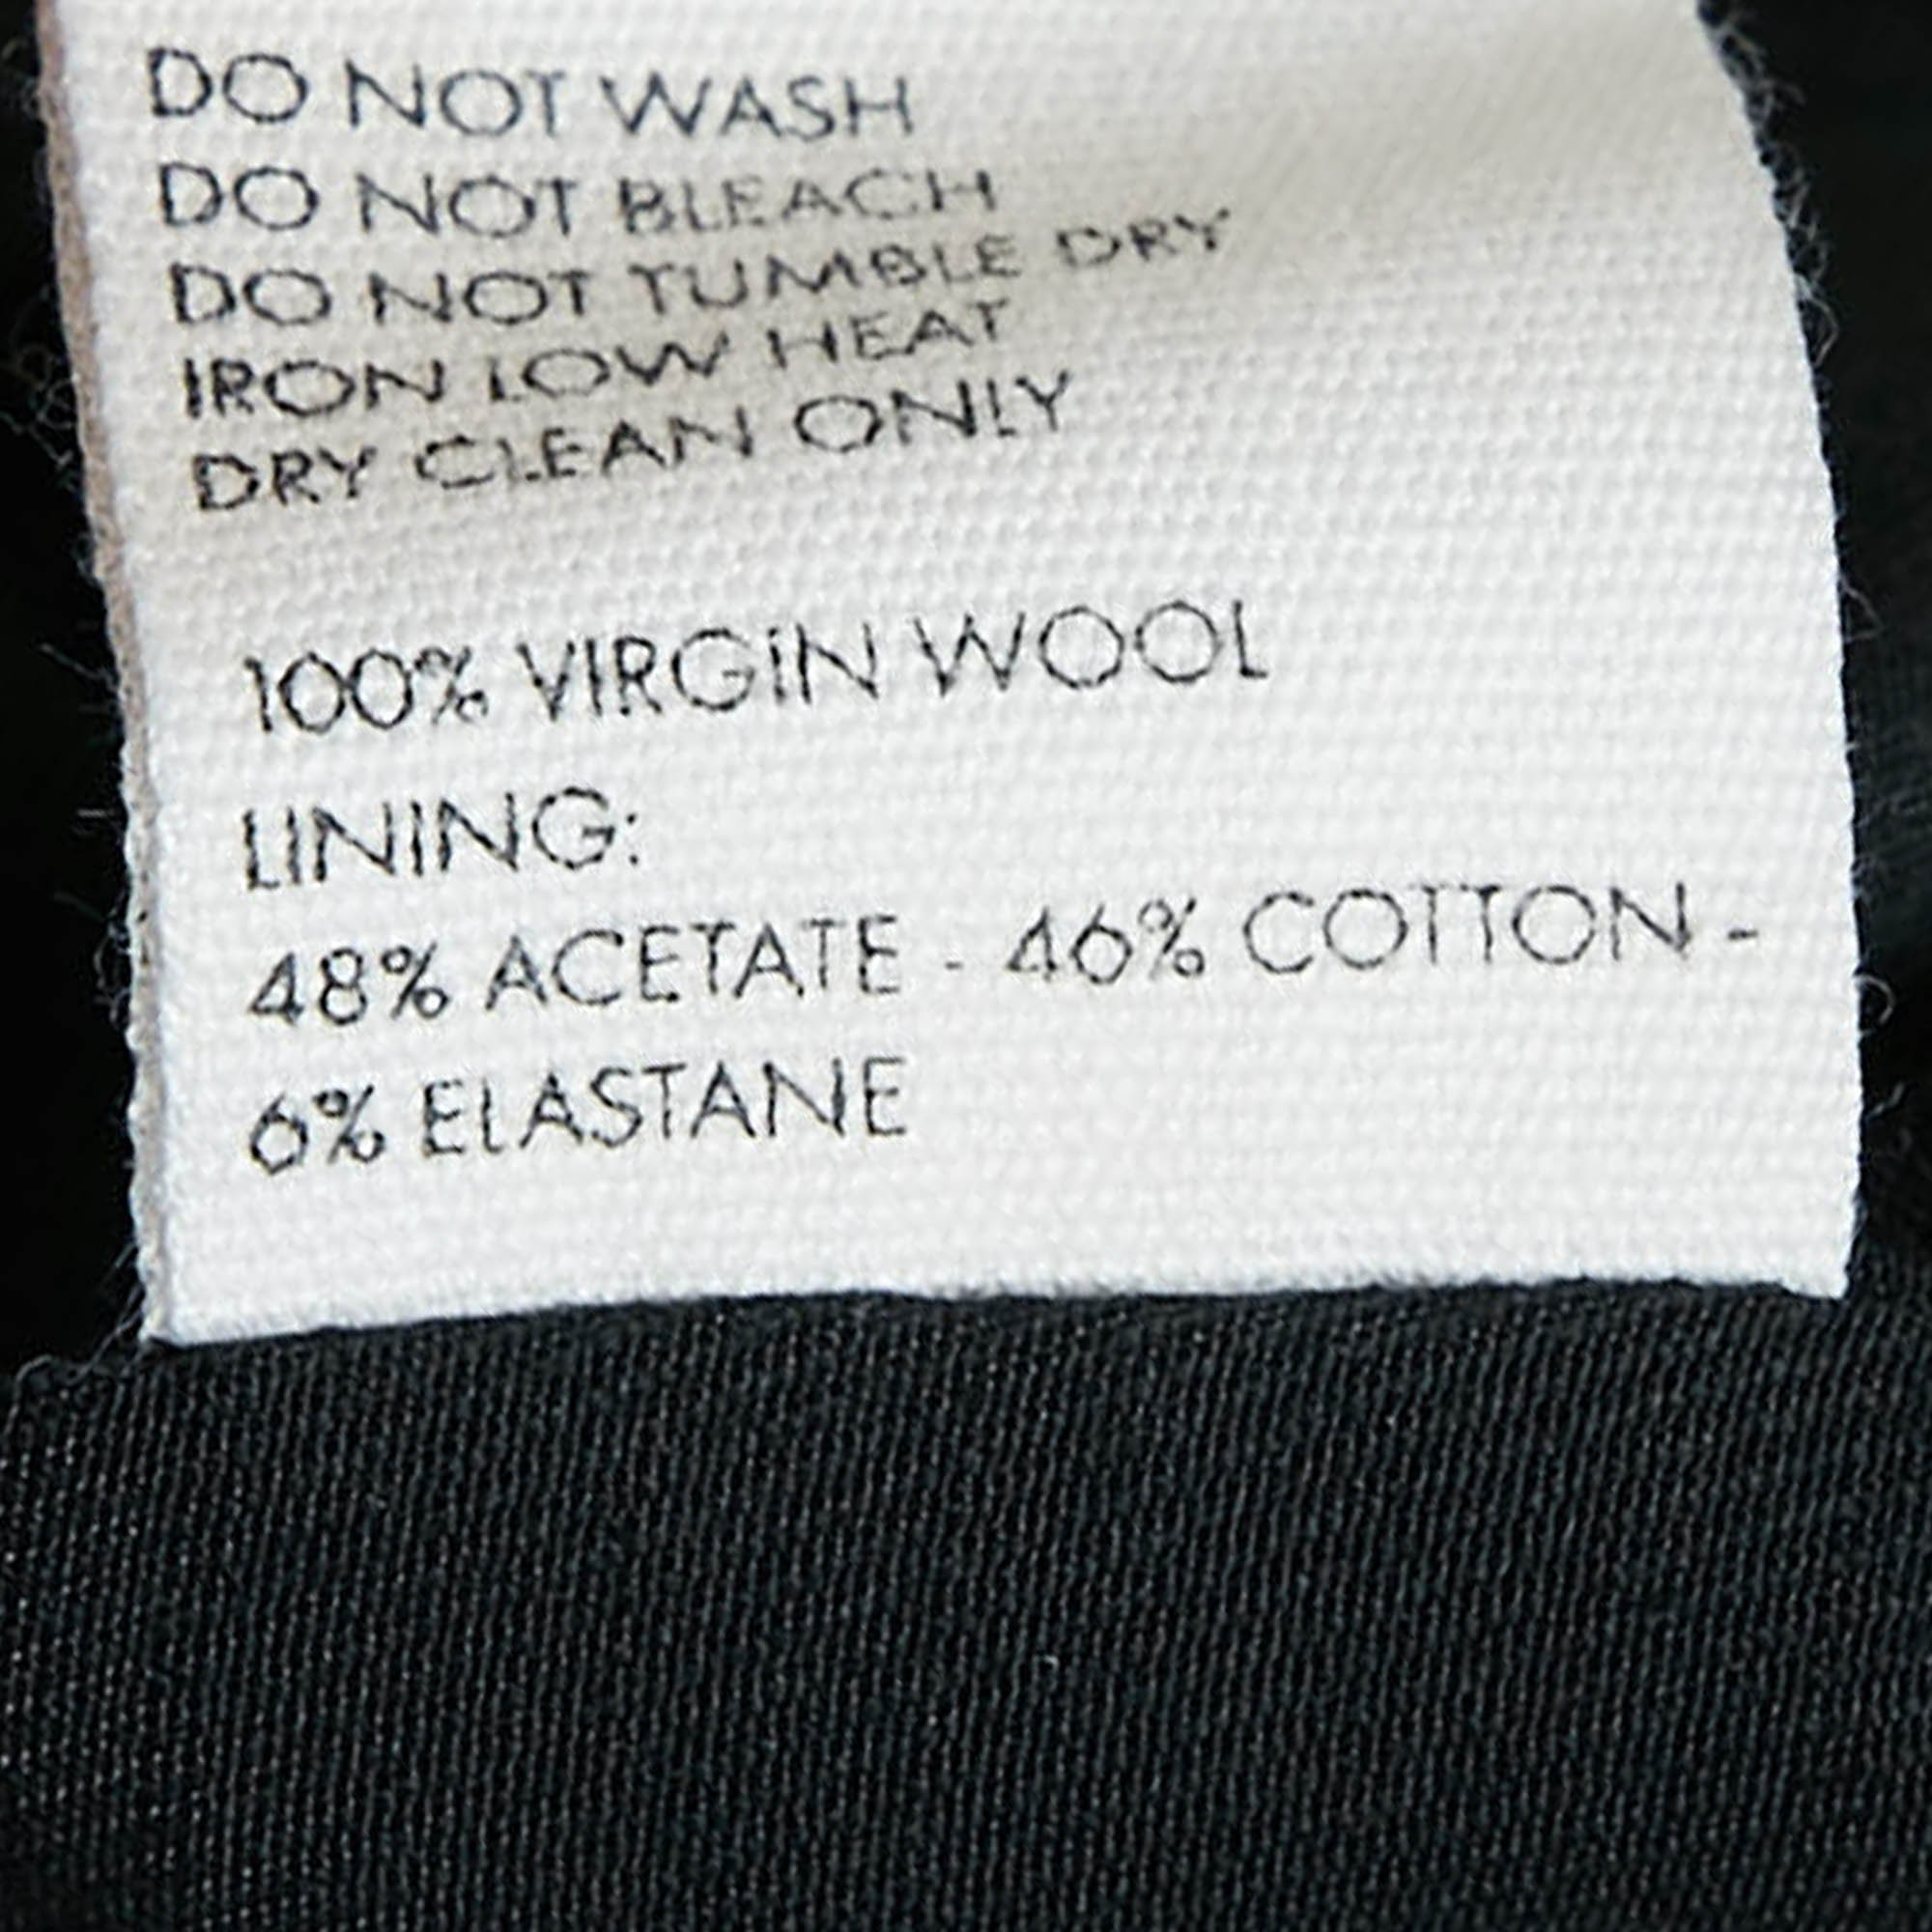 DO NOT WASH
DO NOT BLEACH
DO NOT TUMBLE DRY
IRON LOW HEAT
DRY CLEAN ONLY
100% VIRGIN WOOL
LINING:
48% ACETATE - 46% COTTON -
6% ELASTANE